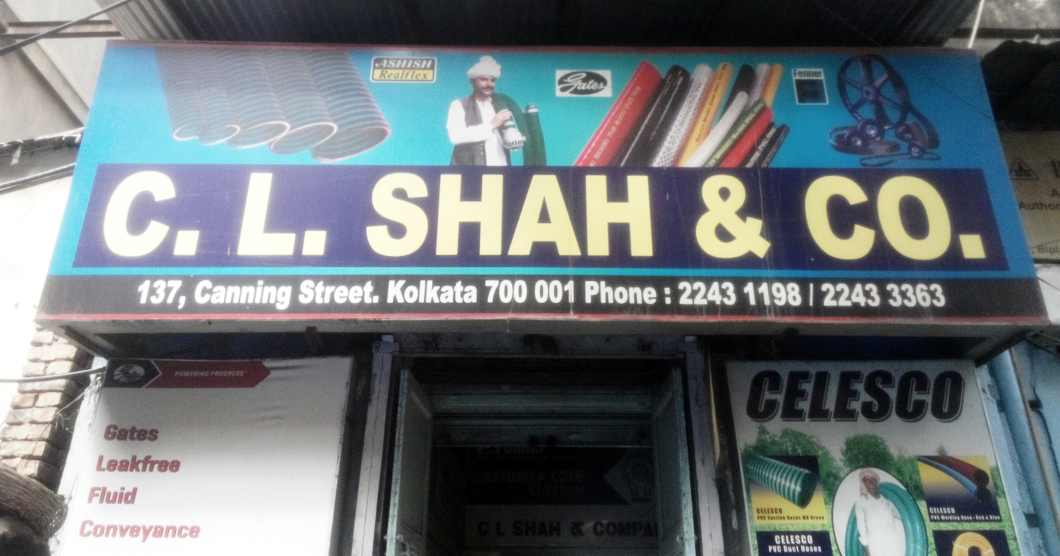 ASHISH
Realflex
Gates
Fenner
C. L. SHAH & CO.
137, Canning Street. Kolkata 700 001 Phone : 2243 1198 / 2243 3363
POWERING PROGRESS
Gates
Leakfree
Fluid
Conveyance
C L SHAH & COMPA
CELESCO
CELESCO
CELESCO
PVC Duct Hoses